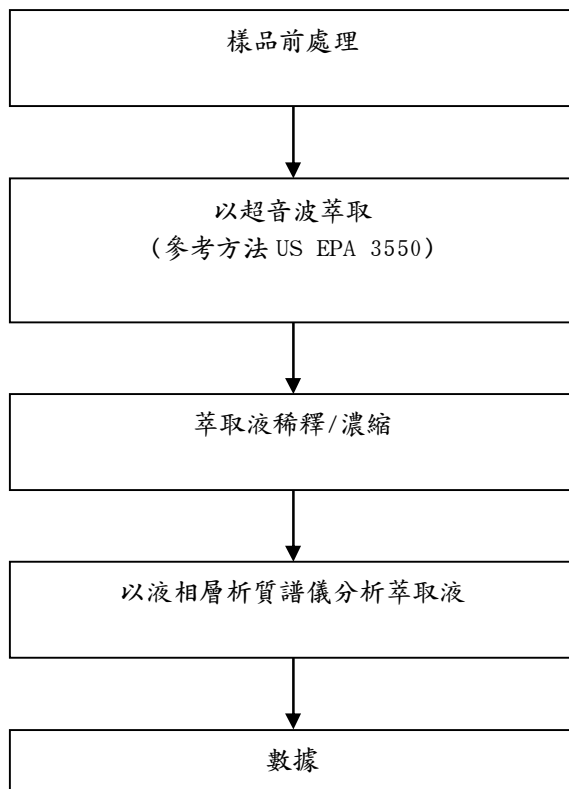 樣品前處理
以超音波萃取
(參考方法 US EPA 3550)
萃取液稀釋/濃縮
以液相層析質譜儀分析萃取液
數據